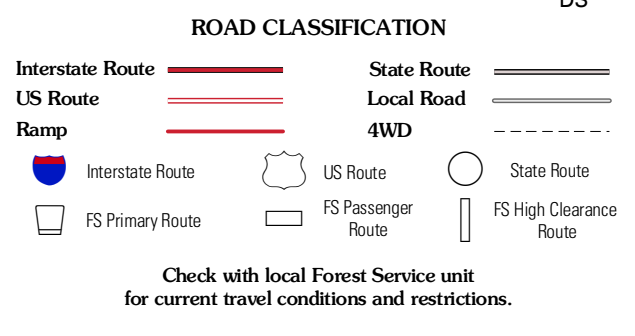 DS
ROAD CLASSIFICATION
Interstate Route
State Route
US Route
Local Road
Ramp
4WD
Interstate Route
US Route
State Route
FS Primary Route
FS Passenger
Route
FS High Clearance
Route
Check with local Forest Service unit
for current travel conditions and restrictions.